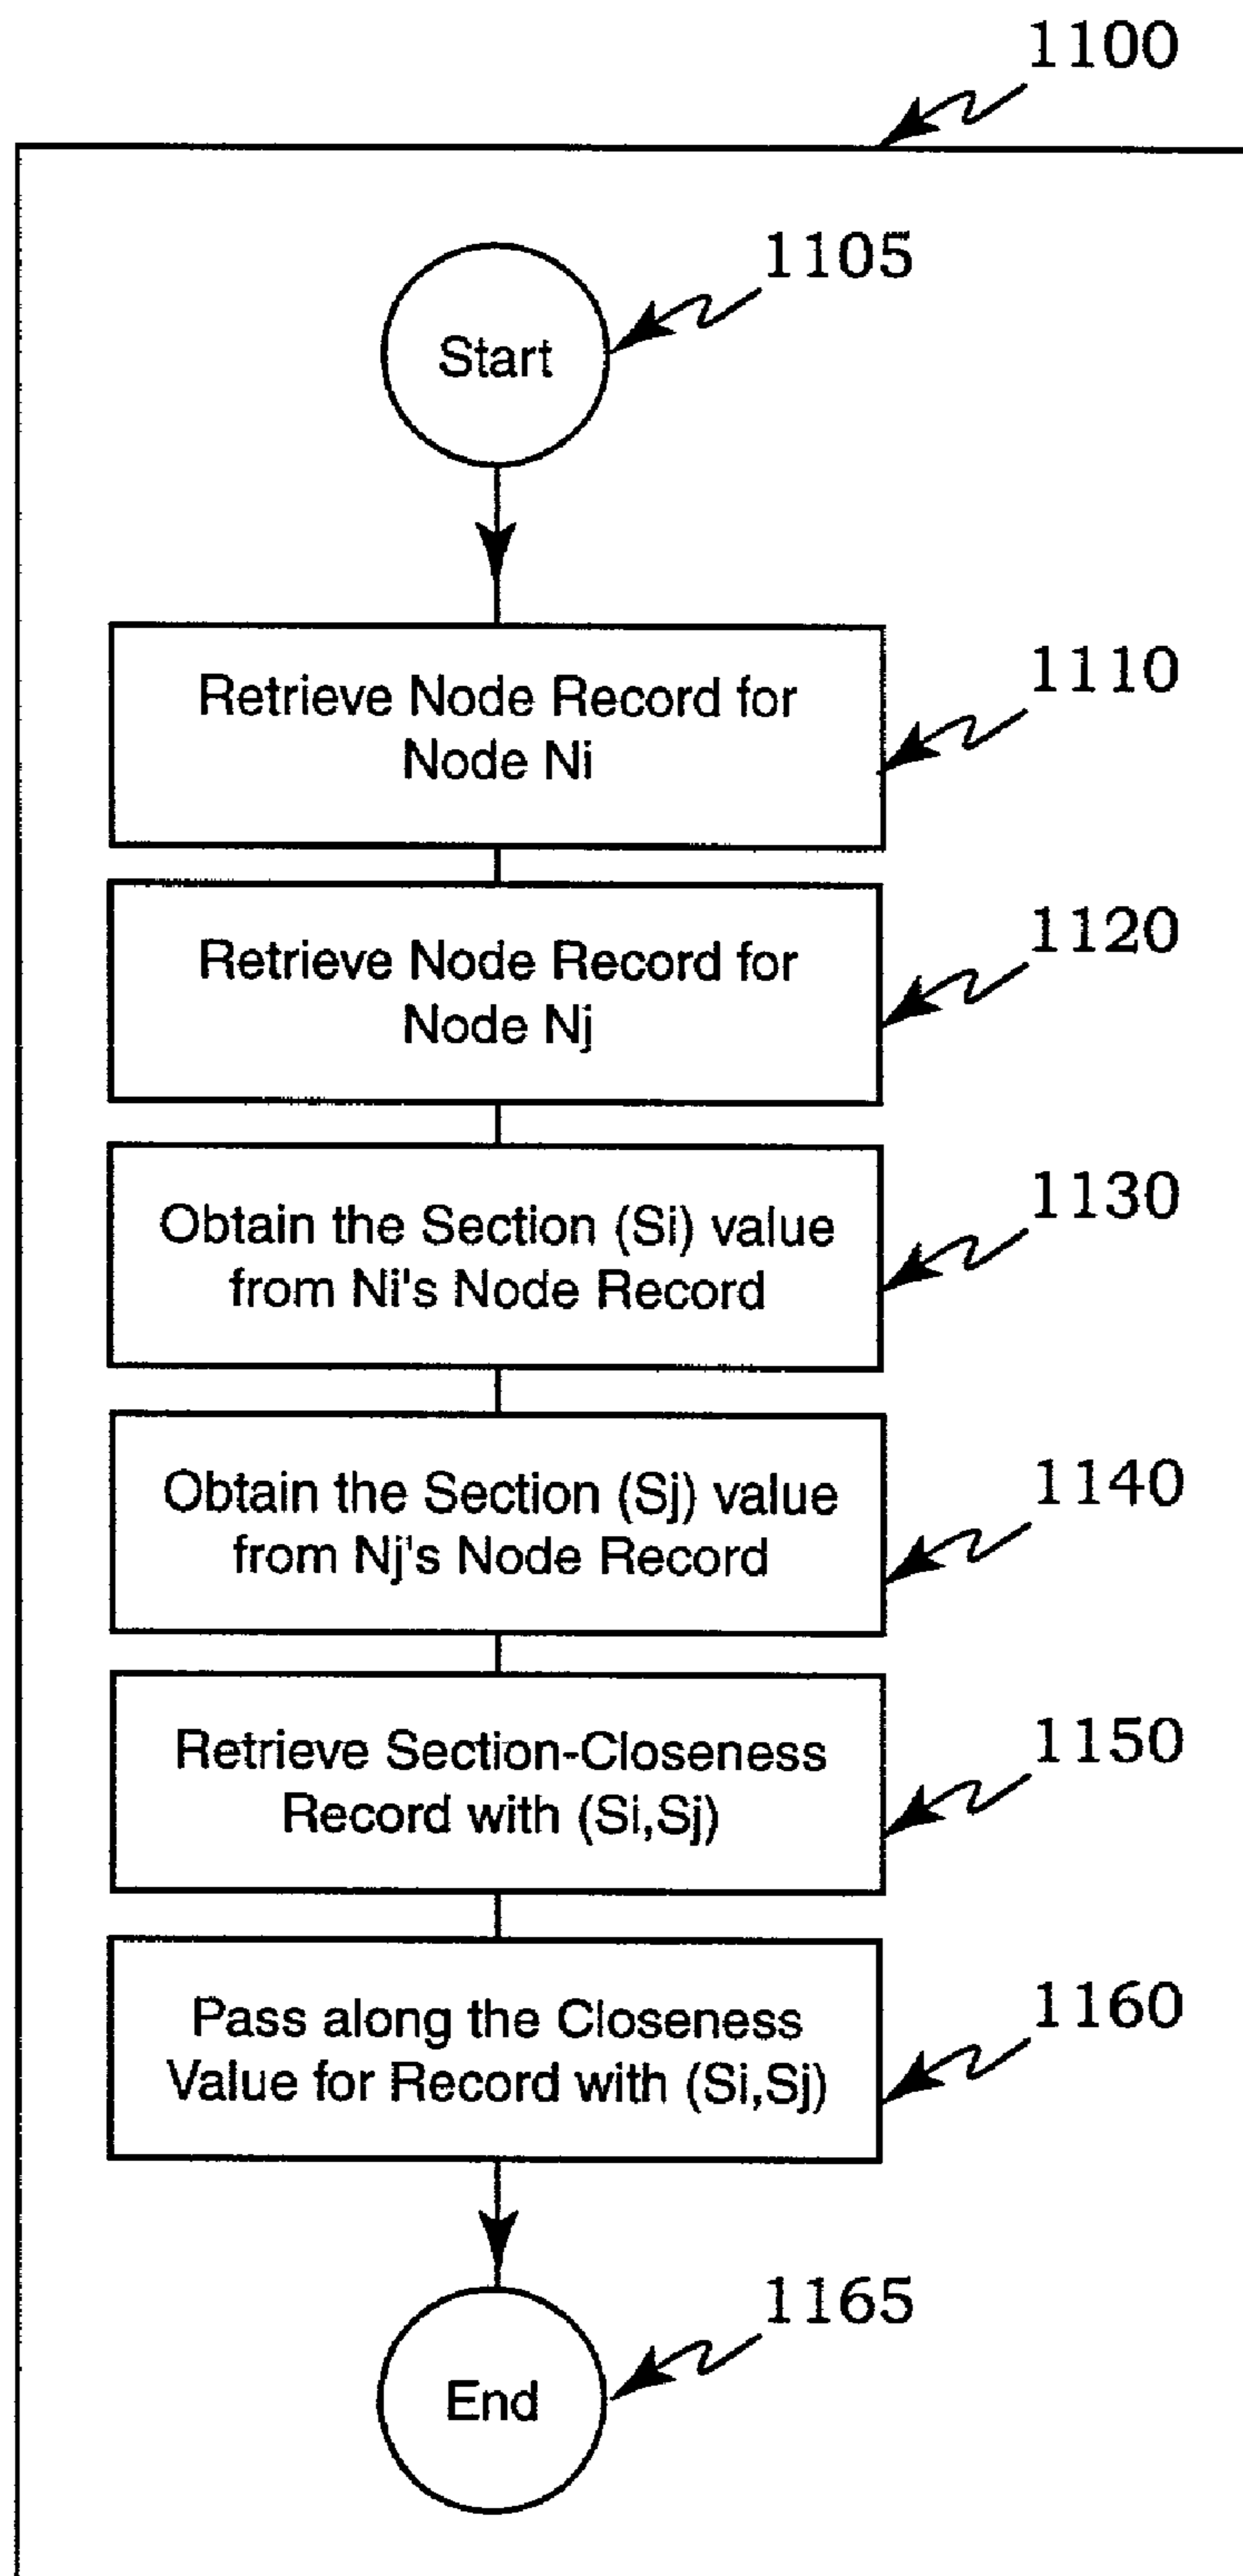 1100
1105
Start
1110
Retrieve Node Record for
Node Ni
1120
Retrieve Node Record for
Node Nj
1130
Obtain the Section (Si) value
from Ni's Node Record
1140
Obtain the Section (Sj) value
from Nj's Node Record
1150
Retrieve Section-Closeness
Record with (Si,Sj)
1160
Pass along the Closeness
Value for Record with (Si,Sj)
1165
End